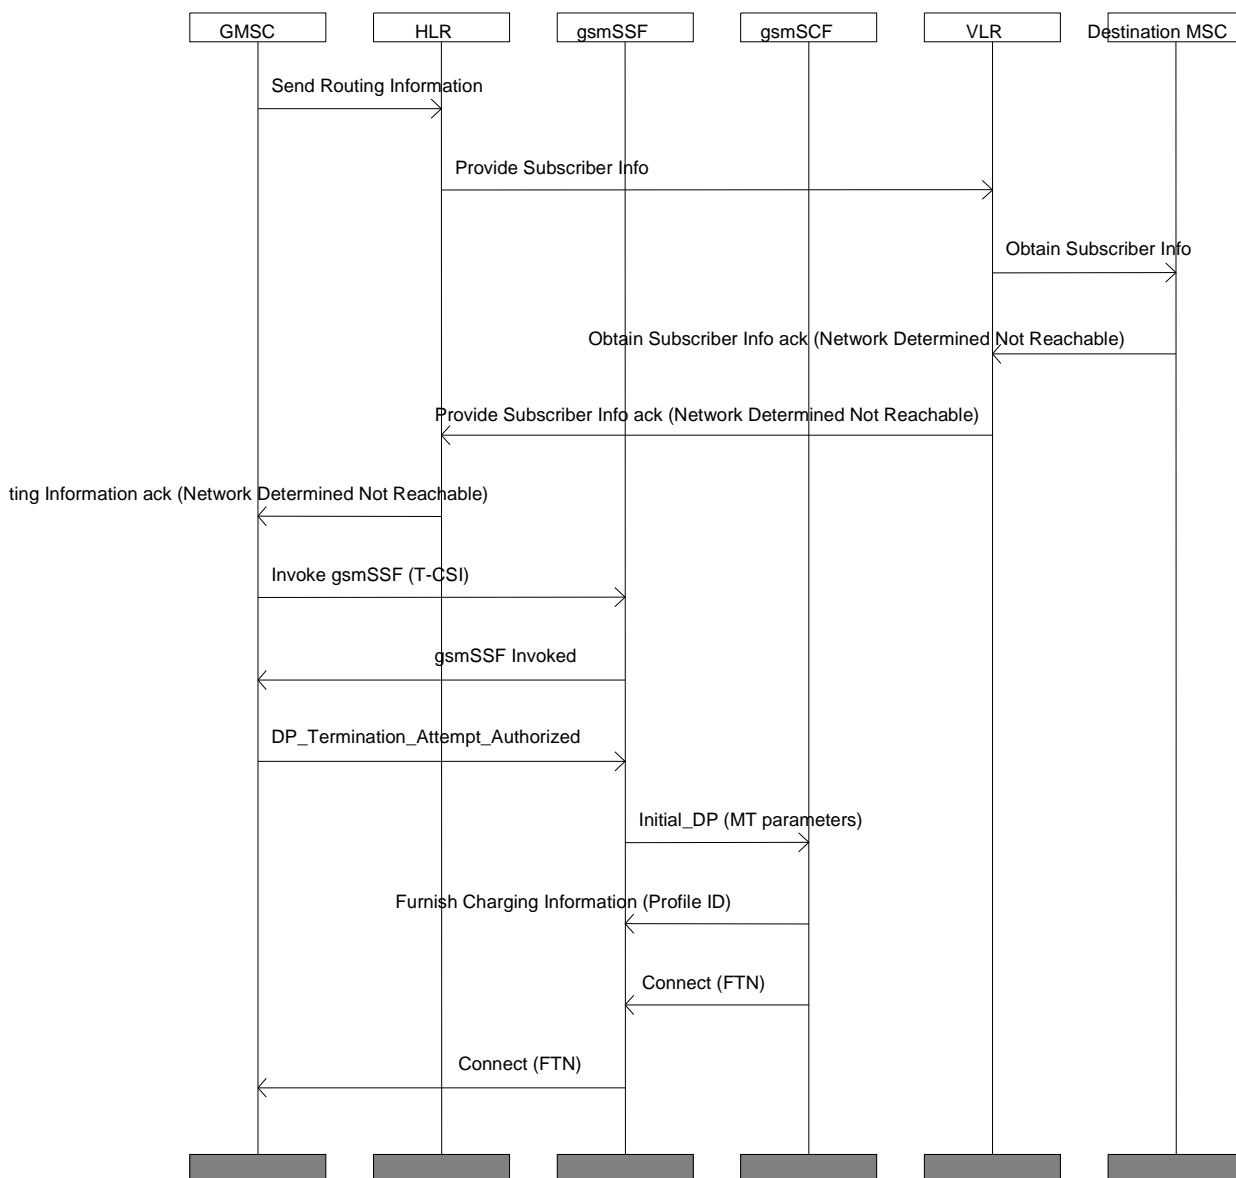 GMSC HLR gsmSSF gsmSCF VLR Destination MSC
Send Routing Information
Provide Subscriber Info
Obtain Subscriber Info
Obtain Subscriber Info ack (Network Determined Not Reachable)
Provide Subscriber Info ack (Network Determined Not Reachable)
ting Information ack (Network Determined Not Reachable)
Invoke gsmSSF (T-CSI)
gsmSSF Invoked
DP_Termination_Attempt_Authorized
Initial_DP (MT parameters)
Furnish Charging Information (Profile ID)
Connect (FTN)
Connect (FTN)